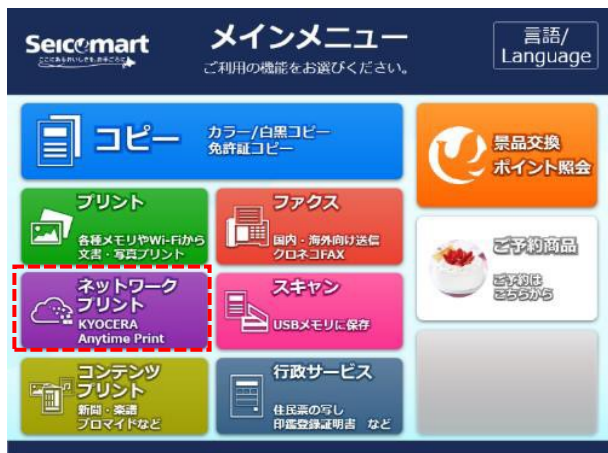 Seicomart
ここにあるおいしさを、お手ごろに。
メインメニュー
ご利用の機能をお選びください。
言語/
Language
コピー
カラー/白黒コピー
免許証コピー
景品交換
ポイント照会
プリント
各種メモリやWi-Fiから
文書・写真プリント
ファクス
国内・海外向け送信
クロネコFAX
ご予約商品
ご予約は
こちらから
ネットワーク
プリント
KYOCERA
Anytime Print
スキャン
USBメモリに保存
コンテンツ
プリント
新聞・楽譜
ブロマイドなど
行政サービス
住民票の写し
印鑑登録証明書 など